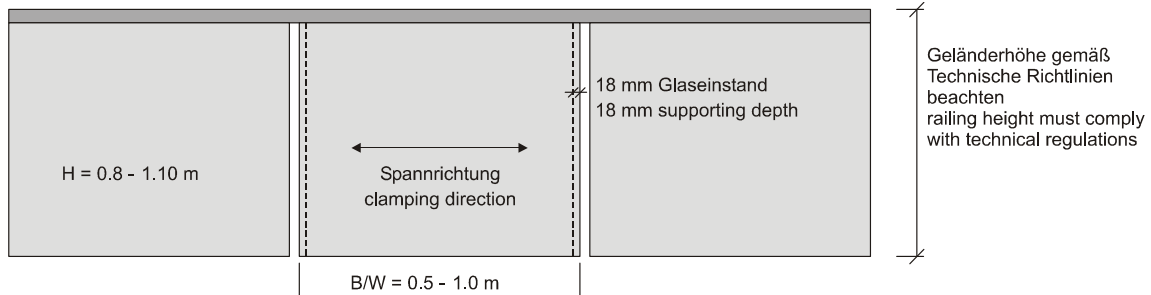 Geländerhöhe gemäß
Technische Richtlinien
beachten
railing height must comply
with technical regulations
18 mm Glaseinstand
18 mm supporting depth
H = 0.8 - 1.10 m
Spannrichtung
clamping direction
B/W = 0.5 - 1.0 m